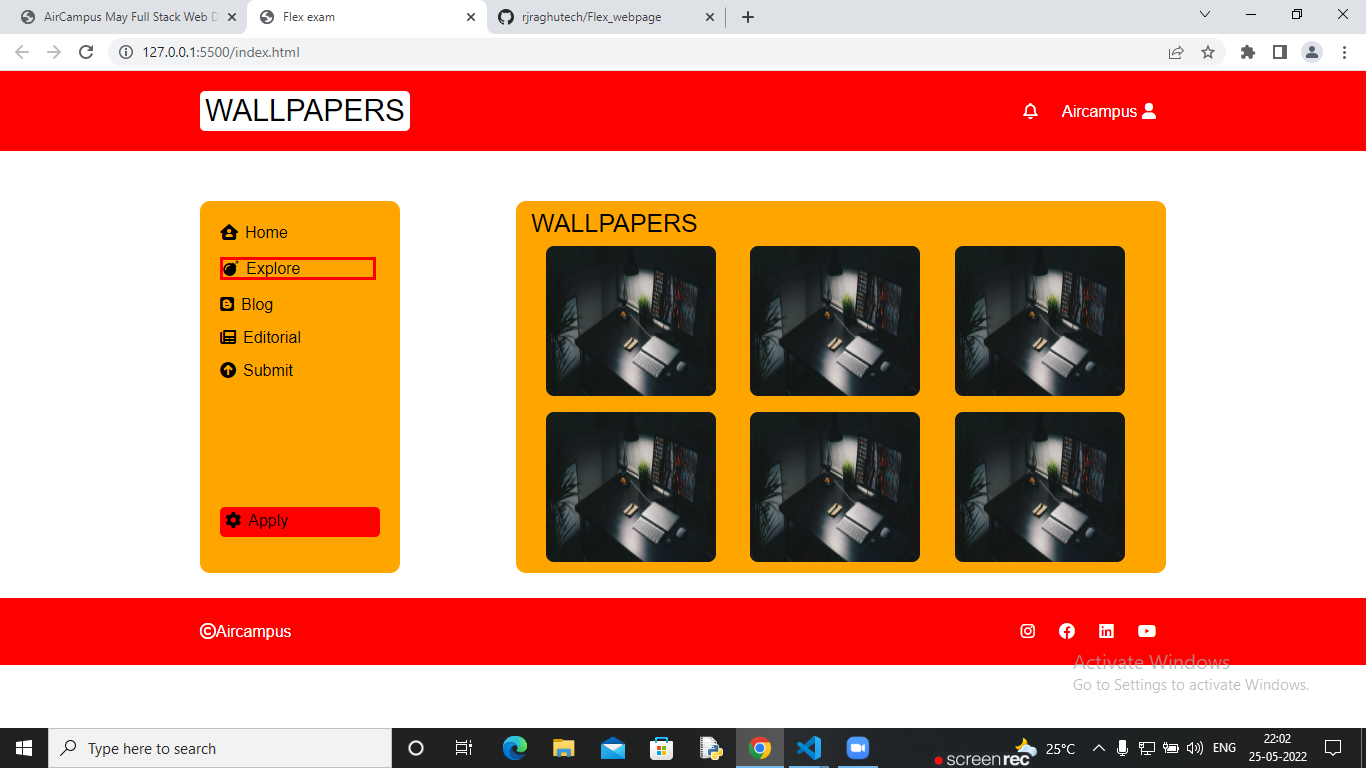 AirCampus May Full Stack Web D
Flex exam
rjraghutech/Flex_webpage
127.0.0.1:5500/index.html
WALLPAPERS
Aircampus
Home
Explore
Blog
Editorial
Submit
Apply
WALLPAPERS
©Aircampus
Activate Windows
Go to Settings to activate Windows.
Type here to search
screenrec
25°C
ENG
22:02
25-05-2022